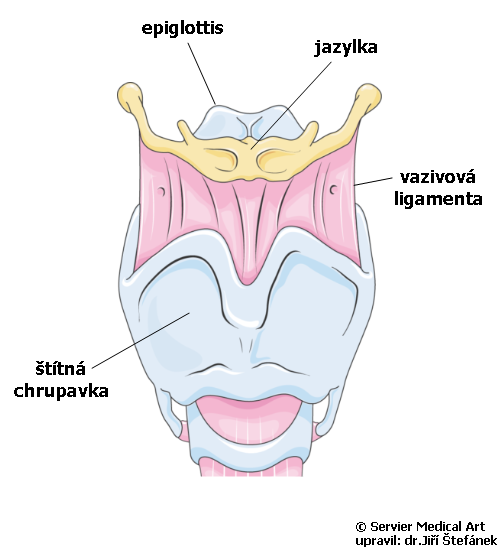 epiglottis
jazylka
vazivová
ligamenta
štítná
chrupavka
© Servier Medical Art
upravil: dr.Jiří Štefánek